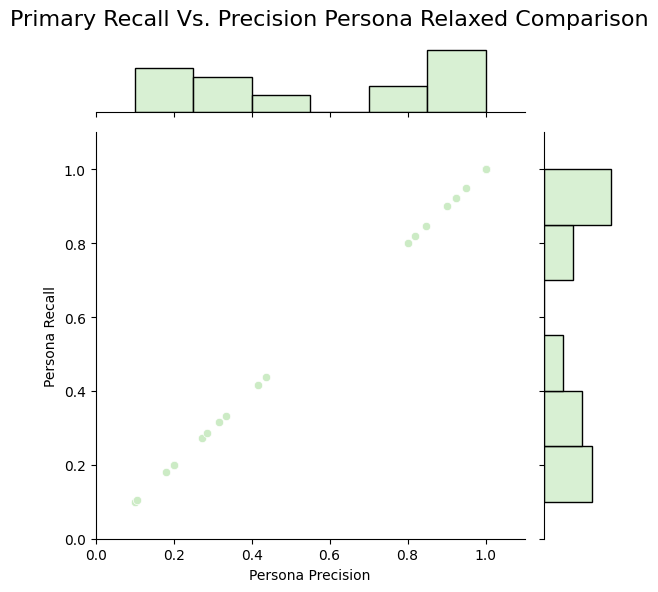 Primary Recall Vs. Precision Persona Relaxed Comparison
1.0
0.8
0.6
0.4
0.2
0.0
Persona Recall
0.0 0.2 0.4 0.6 0.8 1.0
Persona Precision